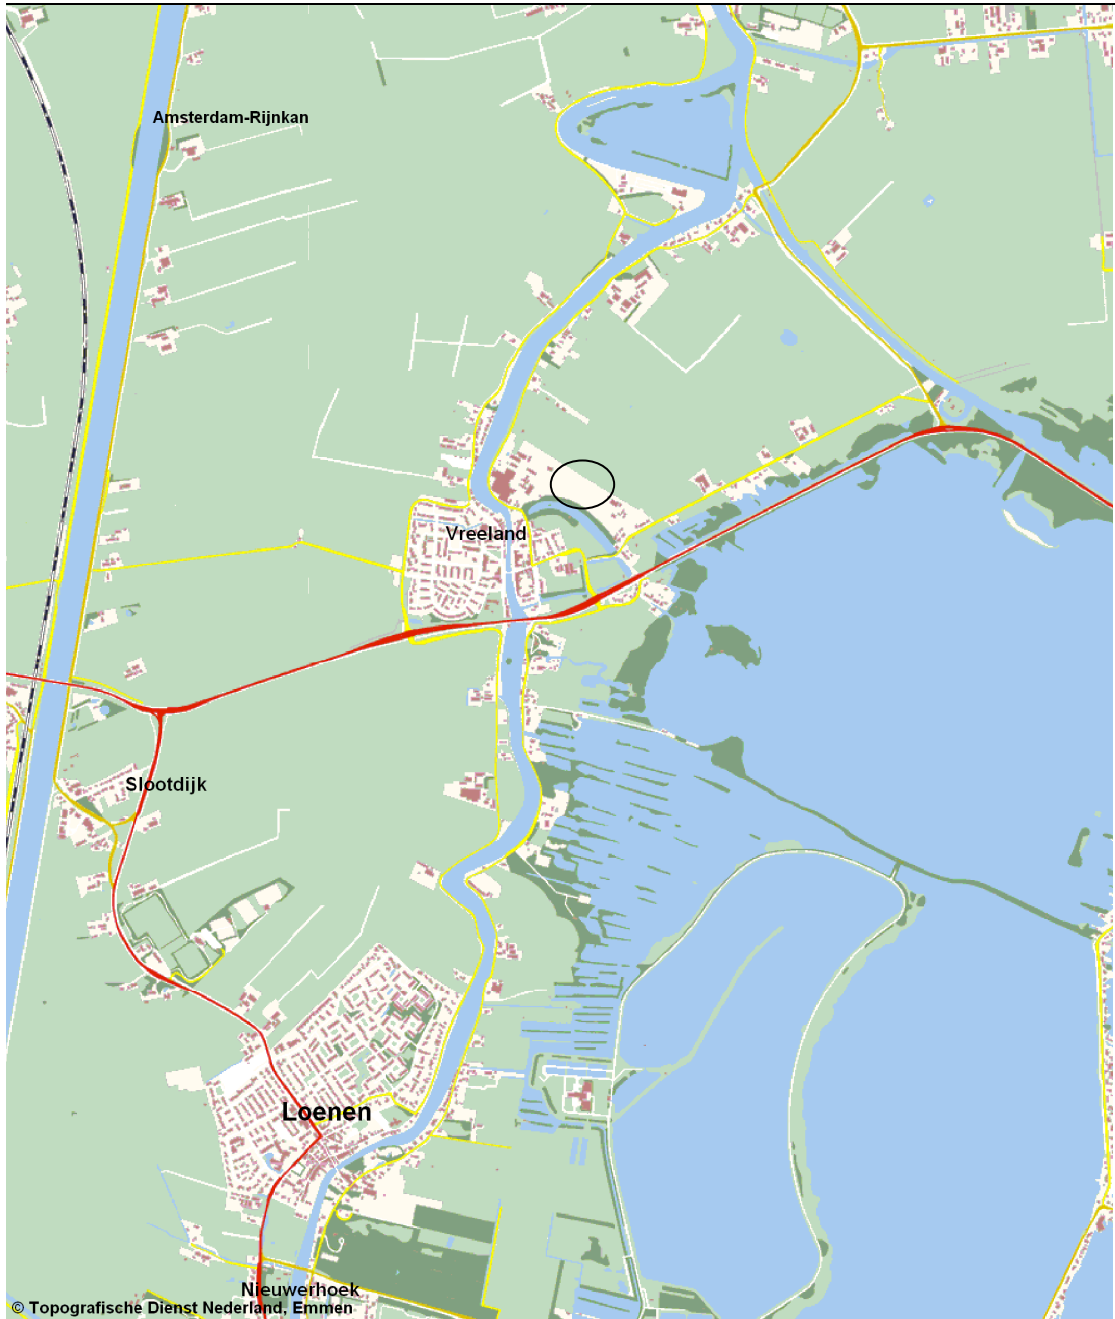 Amsterdam-Rijnkan
Vreeland
Slootdijk
Loenen
Nieuwerhoek
© Topografische Dienst Nederland, Emmen